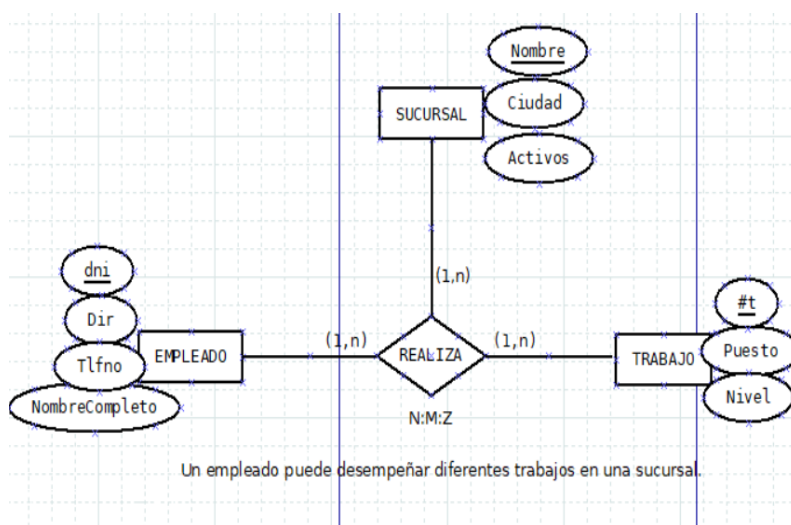 Nombre
SUCURSAL
Ciudad
Activos
(1,n)
dni
Dir
EMPLEADO
Tlfno
NombreCompleto
(1,n)
REALIZA
(1,n)
N:M:Z
TRABAJO
#t
Puesto
Nivel
Un empleado puede desempeñar diferentes trabajos en una sucursal.